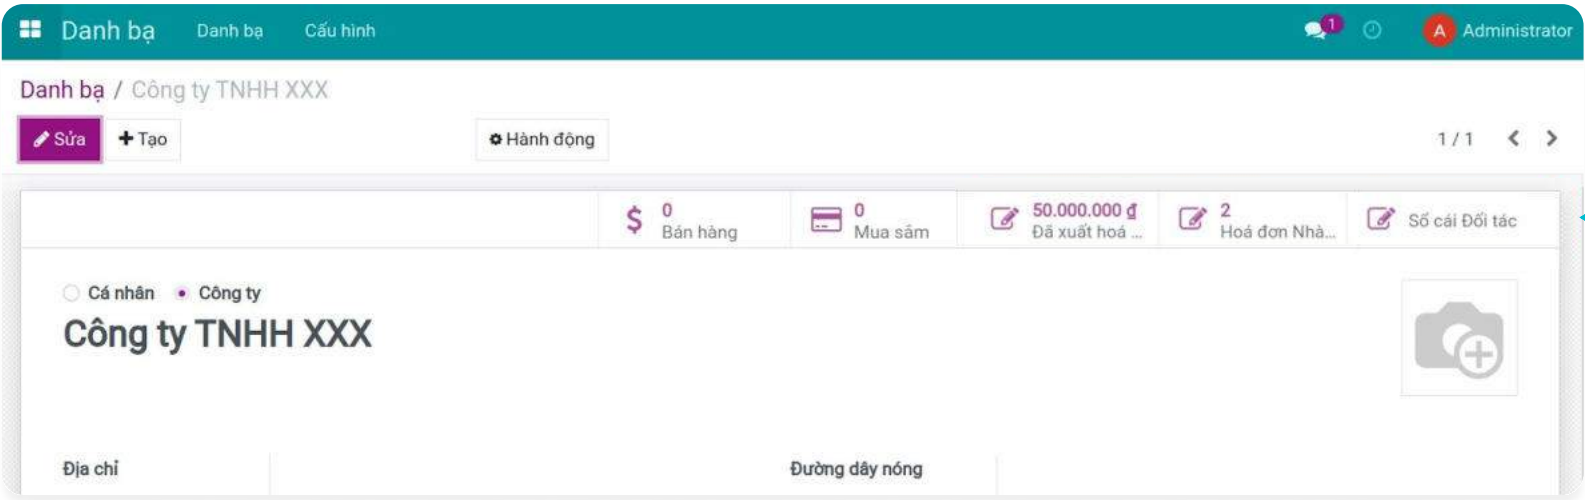 Danh bạ Danh bạ Cấu hình 1 A Administrator
Danh bạ / Công ty TNHH XXX
Sửa Tạo Hành động 1 / 1
0 Bán hàng
0 Mua sắm
50.000.000 ₫ Đã xuất hoá ...
2 Hoá đơn Nhà...
Sổ cái Đối tác
Cá nhân Công ty
Công ty TNHH XXX
Địa chỉ Đường dây nóng